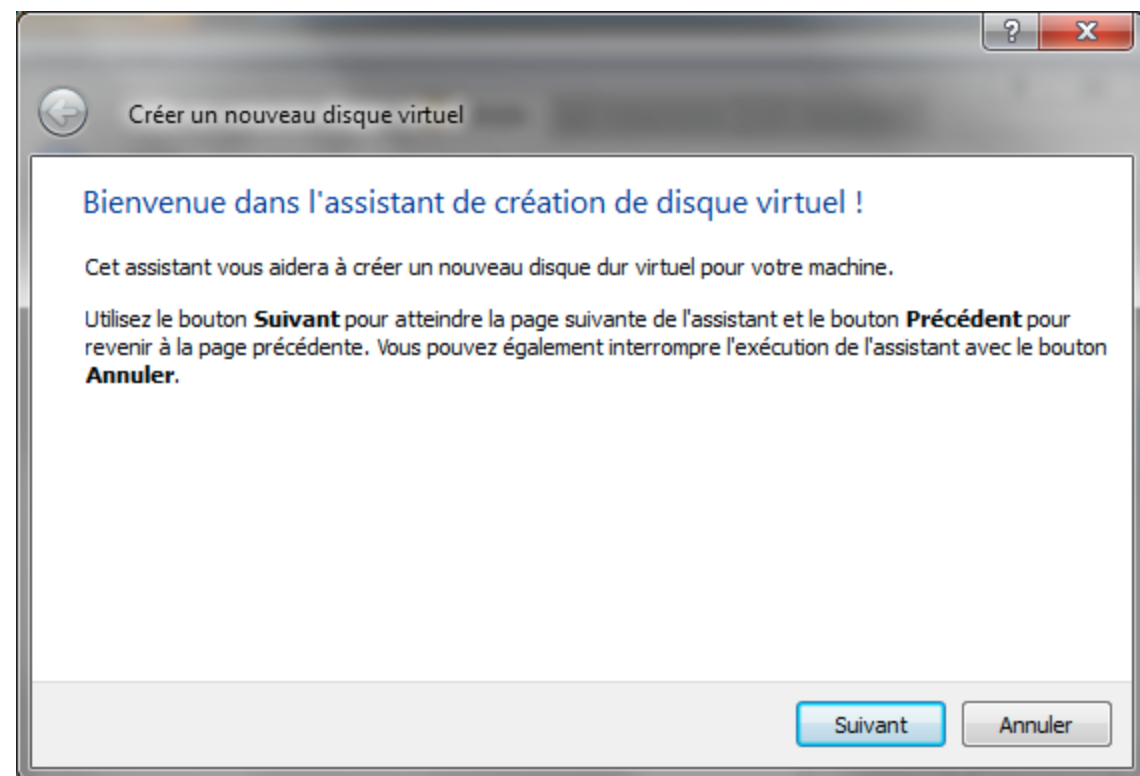 ?
Créer un nouveau disque virtuel
Bienvenue dans l'assistant de création de disque virtuel !
Cet assistant vous aidera à créer un nouveau disque dur virtuel pour votre machine.
Utilisez le bouton Suivant pour atteindre la page suivante de l'assistant et le bouton Précédent pour
revenir à la page précédente. Vous pouvez également interrompre l'exécution de l'assistant avec le bouton
Annuler.
Suivant Annuler